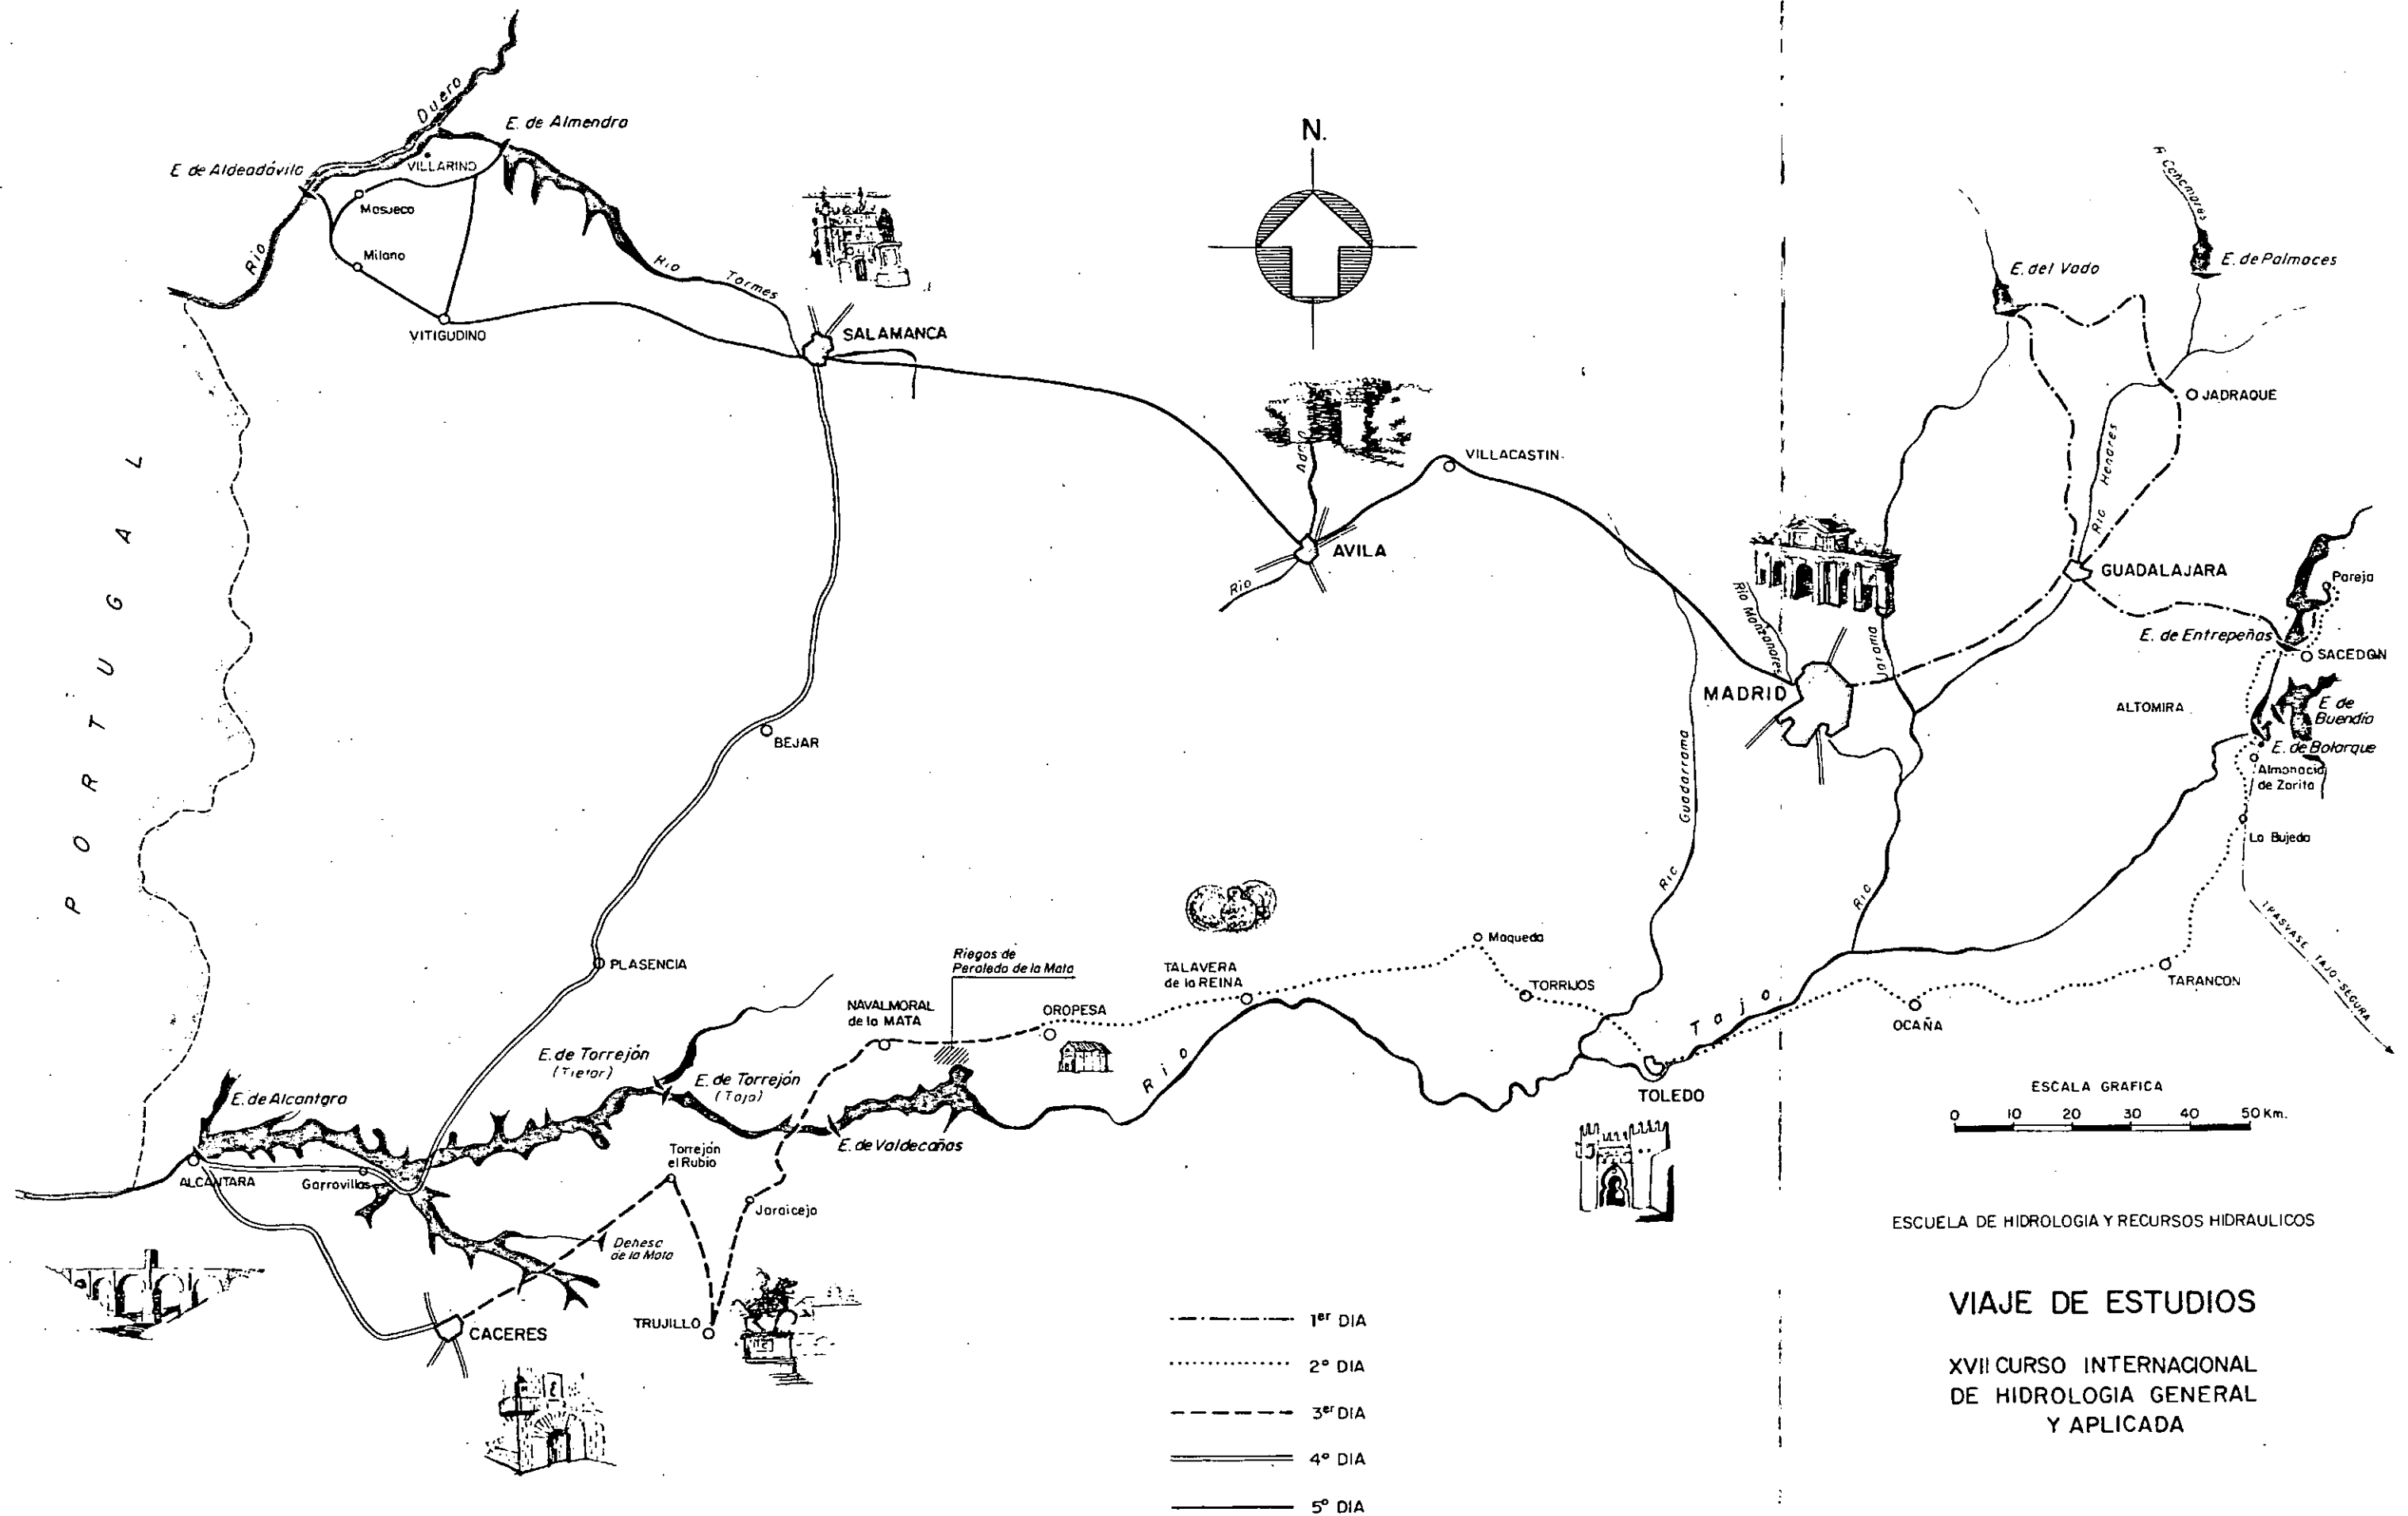 Duero
E. de Almendra
E. de Aldeadávila
VILLARINO
Masueco
Milano
Rio
VITIGUDINO
Rio
Tormes
SALAMANCA
N.
R. Cañamares
E. del Vado
E. de Palmaces
JADRAQUE
Rio Henares
VILLACASTIN
Adaja
AVILA
Rio
PORTUGAL
GUADALAJARA
Pareja
E. de Entrepeñas
SACEDON
Rio Manzanares
Jarama
MADRID
ALTOMIRA
E. de
Buendia
E. de Bolarque
Almonacid
de Zorita
La Bujeda
BEJAR
Guadarrama
Rio
Rio
TRASVASE TAJO-SEGURA
PLASENCIA
Riegos de
Peraleda de la Mata
TALAVERA
de la REINA
Maqueda
TORRIJOS
TARANCON
OCAÑA
NAVALMORAL
de la MATA
OROPESA
Rio
Tajo
TOLEDO
E. de Torrejón
(Tietar)
E. de Torrejón
(Tajo)
E. de Valdecañas
E. de Alcantara
ALCANTARA
Garrovillas
Torrejón
el Rubio
Jaraicejo
Dehesa
de la Mata
TRUJILLO
CACERES
ESCALA GRAFICA
0 10 20 30 40 50 Km.
ESCUELA DE HIDROLOGIA Y RECURSOS HIDRAULICOS
VIAJE DE ESTUDIOS
XVII CURSO INTERNACIONAL
DE HIDROLOGIA GENERAL
Y APLICADA
1er DIA
2º DIA
3er DIA
4º DIA
5º DIA